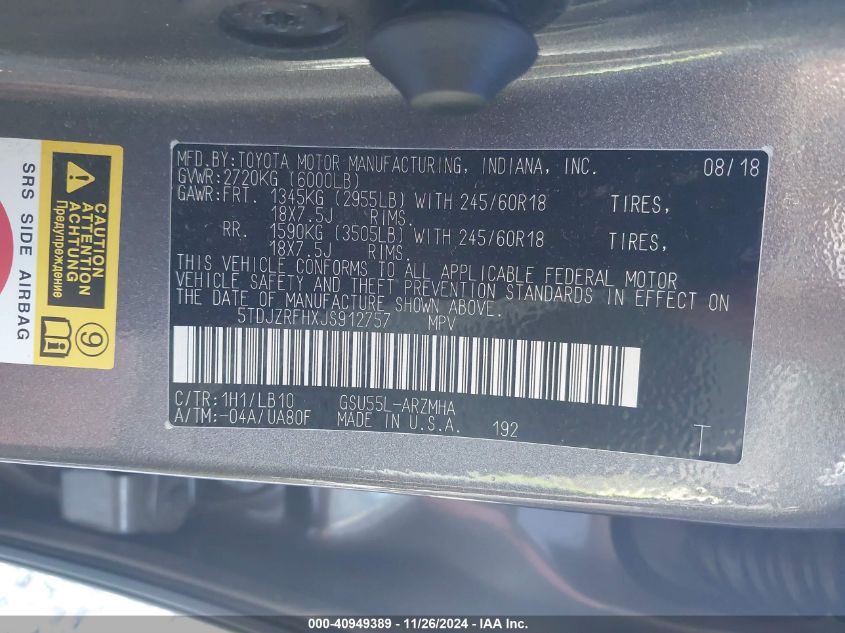 MFD.BY:TOYOTA MOTOR MANUFACTURING, INDIANA, INC. 08/18
GVWR:2720KG (6000LB)
GAWR:FRT. 1345KG (2955LB) WITH 245/60R18 TIRES,
18X7.5J RIMS.
RR. 1590KG (3505LB) WITH 245/60R18 TIRES,
18X7.5J RIMS.
THIS VEHICLE CONFORMS TO ALL APPLICABLE FEDERAL MOTOR
VEHICLE SAFETY AND THEFT PREVENTION STANDARDS IN EFFECT ON
THE DATE OF MANUFACTURE SHOWN ABOVE.
5TDJZRFHXJS912757 MPV
C/TR:1H1/LB10 GSU55L-ARZMHA
A/TM:-04A/UA80F MADE IN U.S.A. 192 T
SRS SIDE AIRBAG
CAUTION
ATTENTION
ACHTUNG
Предупреждение
9
000-40949389 - 11/26/2024 - IAAI.com